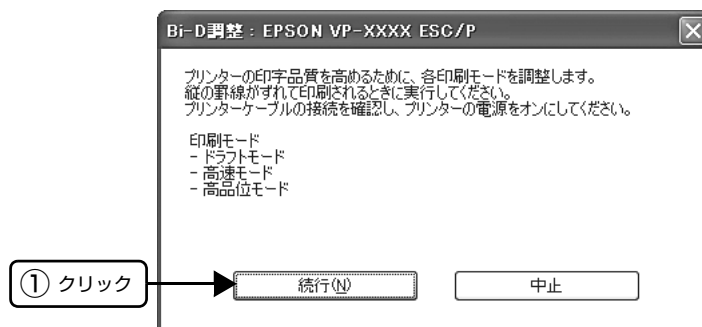 Bi-D調整 : EPSON VP-XXXX ESC/P
プリンターの印字品質を高めるために、各印刷モードを調整します。
縦の罫線がずれて印刷されるときに実行してください。
プリンターケーブルの接続を確認し、プリンターの電源をオンにしてください。
印刷モード
- ドラフトモード
- 高速モード
- 高品位モード
① クリック
続行(N)
中止